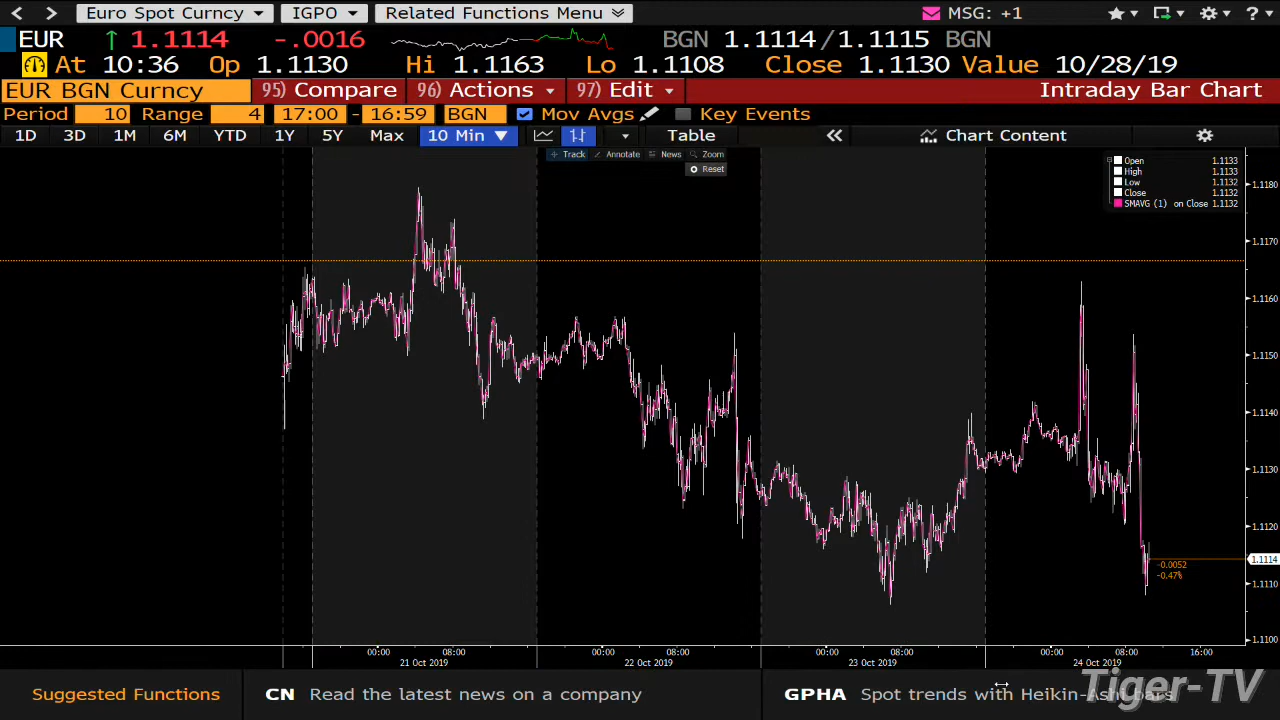 Euro Spot Curncy IGPO Related Functions Menu MSG: +1 ?
EUR ↑ 1.1114 -.0016 BGN 1.1114/1.1115 BGN
At 10:36 Op 1.1130 Hi 1.1163 Lo 1.1108 Close 1.1130 Value 10/28/19
EUR BGN Curncy 95) Compare 96) Actions 97) Edit Intraday Bar Chart
Period 10 Range 4 17:00 - 16:59 BGN Mov Avgs Key Events
1D 3D 1M 6M YTD 1Y 5Y Max 10 Min ▼ Table « Chart Content
Track Annotate News Zoom
Reset
Open 1.1133
High 1.1133
Low 1.1132
Close 1.1132
SMAVG (1) on Close 1.1132
1.1180
1.1170
1.1160
1.1150
1.1140
1.1130
1.1120
1.1114
1.1110
1.1100
-0.0052
-0.47%
00:00 08:00 00:00 08:00 00:00 08:00 00:00 08:00 16:00
21 Oct 2019 22 Oct 2019 23 Oct 2019 24 Oct 2019
Suggested Functions CN Read the latest news on a company GPHA Spot trends with Heikin-Ashi bars
Tiger-TV